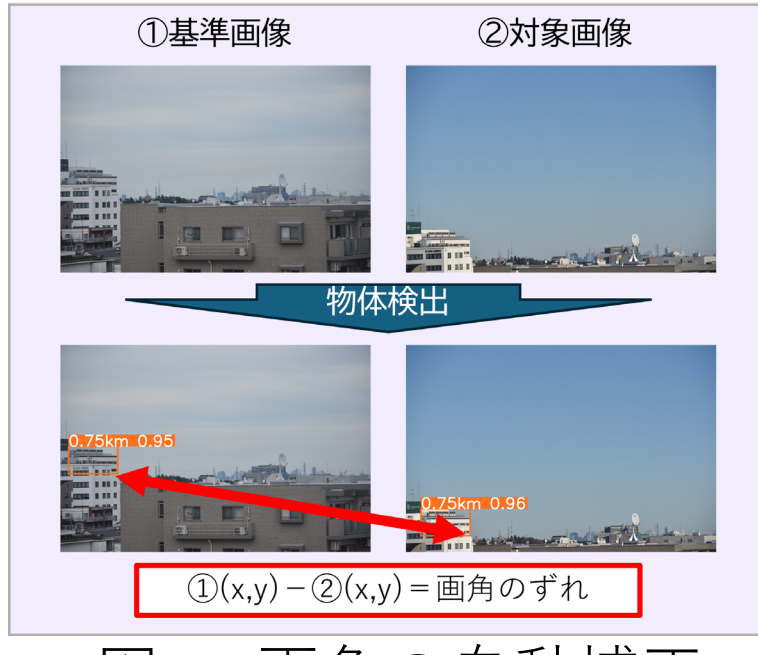 ①基準画像
②対象画像
物体検出
0.75km 0.95
0.75km 0.96
①(x,y)－②(x,y)＝画角のずれ